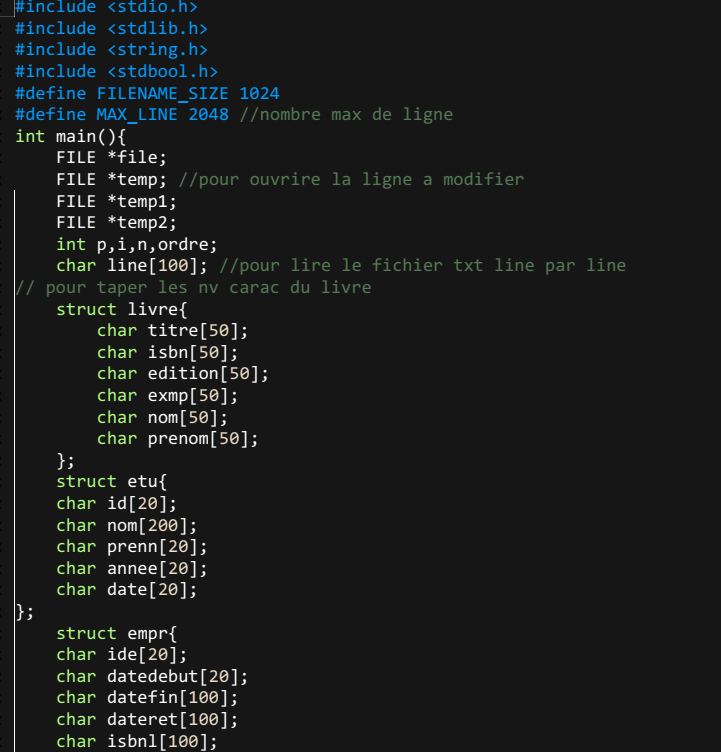 #include <stdio.h>
#include <stdlib.h>
#include <string.h>
#include <stdbool.h>
#define FILENAME_SIZE 1024
#define MAX_LINE 2048 //nombre max de ligne
int main(){
    FILE *file;
    FILE *temp; //pour ouvrire la ligne a modifier
    FILE *temp1;
    FILE *temp2;
    int p,i,n,ordre;
    char line[100]; //pour lire le fichier txt line par line
// pour taper les nv carac du livre
    struct livre{
        char titre[50];
        char isbn[50];
        char edition[50];
        char exmp[50];
        char nom[50];
        char prenom[50];
    };
    struct etu{
    char id[20];
    char nom[200];
    char prenn[20];
    char annee[20];
    char date[20];
};
    struct empr{
    char ide[20];
    char datedebut[20];
    char datefin[100];
    char dateret[100];
    char isbnl[100];